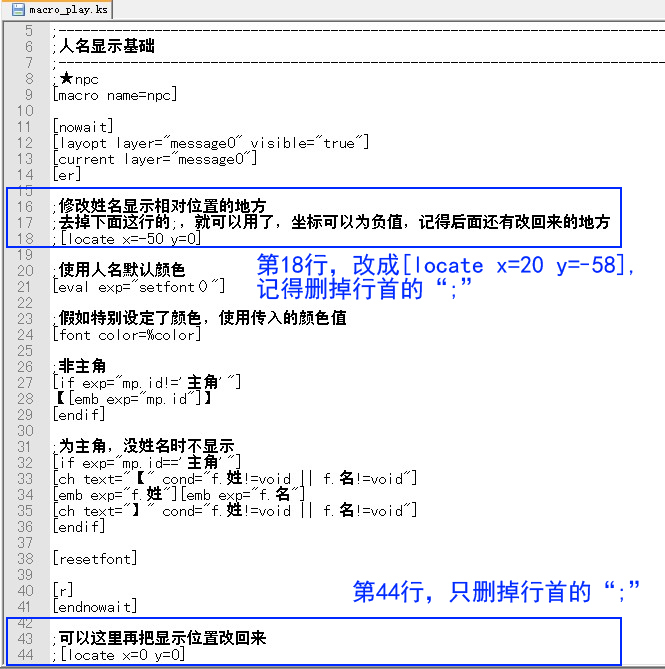 macro_play.ks
5 ;----------------------------------------------------------------------
6 ;人名显示基础
7 ;----------------------------------------------------------------------
8 ;★npc
9 [macro name=npc]
10
11 [nowait]
12 [layopt layer="message0" visible="true"]
13 [current layer="message0"]
14 [er]
15
16 ;修改姓名显示相对位置的地方
17 ;去掉下面这行的;，就可以用了，坐标可以为负值，记得后面还有改回来的地方
18 ;[locate x=-50 y=0]
19
第18行，改成[locate x=20 y=-58],
20 ;使用人名默认颜色
21 [eval exp="setfont()"]
记得删掉行首的“;”
22
23 ;假如特别设定了颜色，使用传入的颜色值
24 [font color=%color]
25
26 ;非主角
27 [if exp="mp.id!='主角'"]
28 【[emb exp="mp.id"]】
29 [endif]
30
31 ;为主角，没姓名时不显示
32 [if exp="mp.id=='主角'"]
33 [ch text="【" cond="f.姓!=void || f.名!=void"]
34 [emb exp="f.姓"][emb exp="f.名"]
35 [ch text="】" cond="f.姓!=void || f.名!=void"]
36 [endif]
37
38 [resetfont]
39
40 [r]
第44行，只删掉行首的“;”
41 [endnowait]
42
43 ;可以这里再把显示位置改回来
44 ;[locate x=0 y=0]